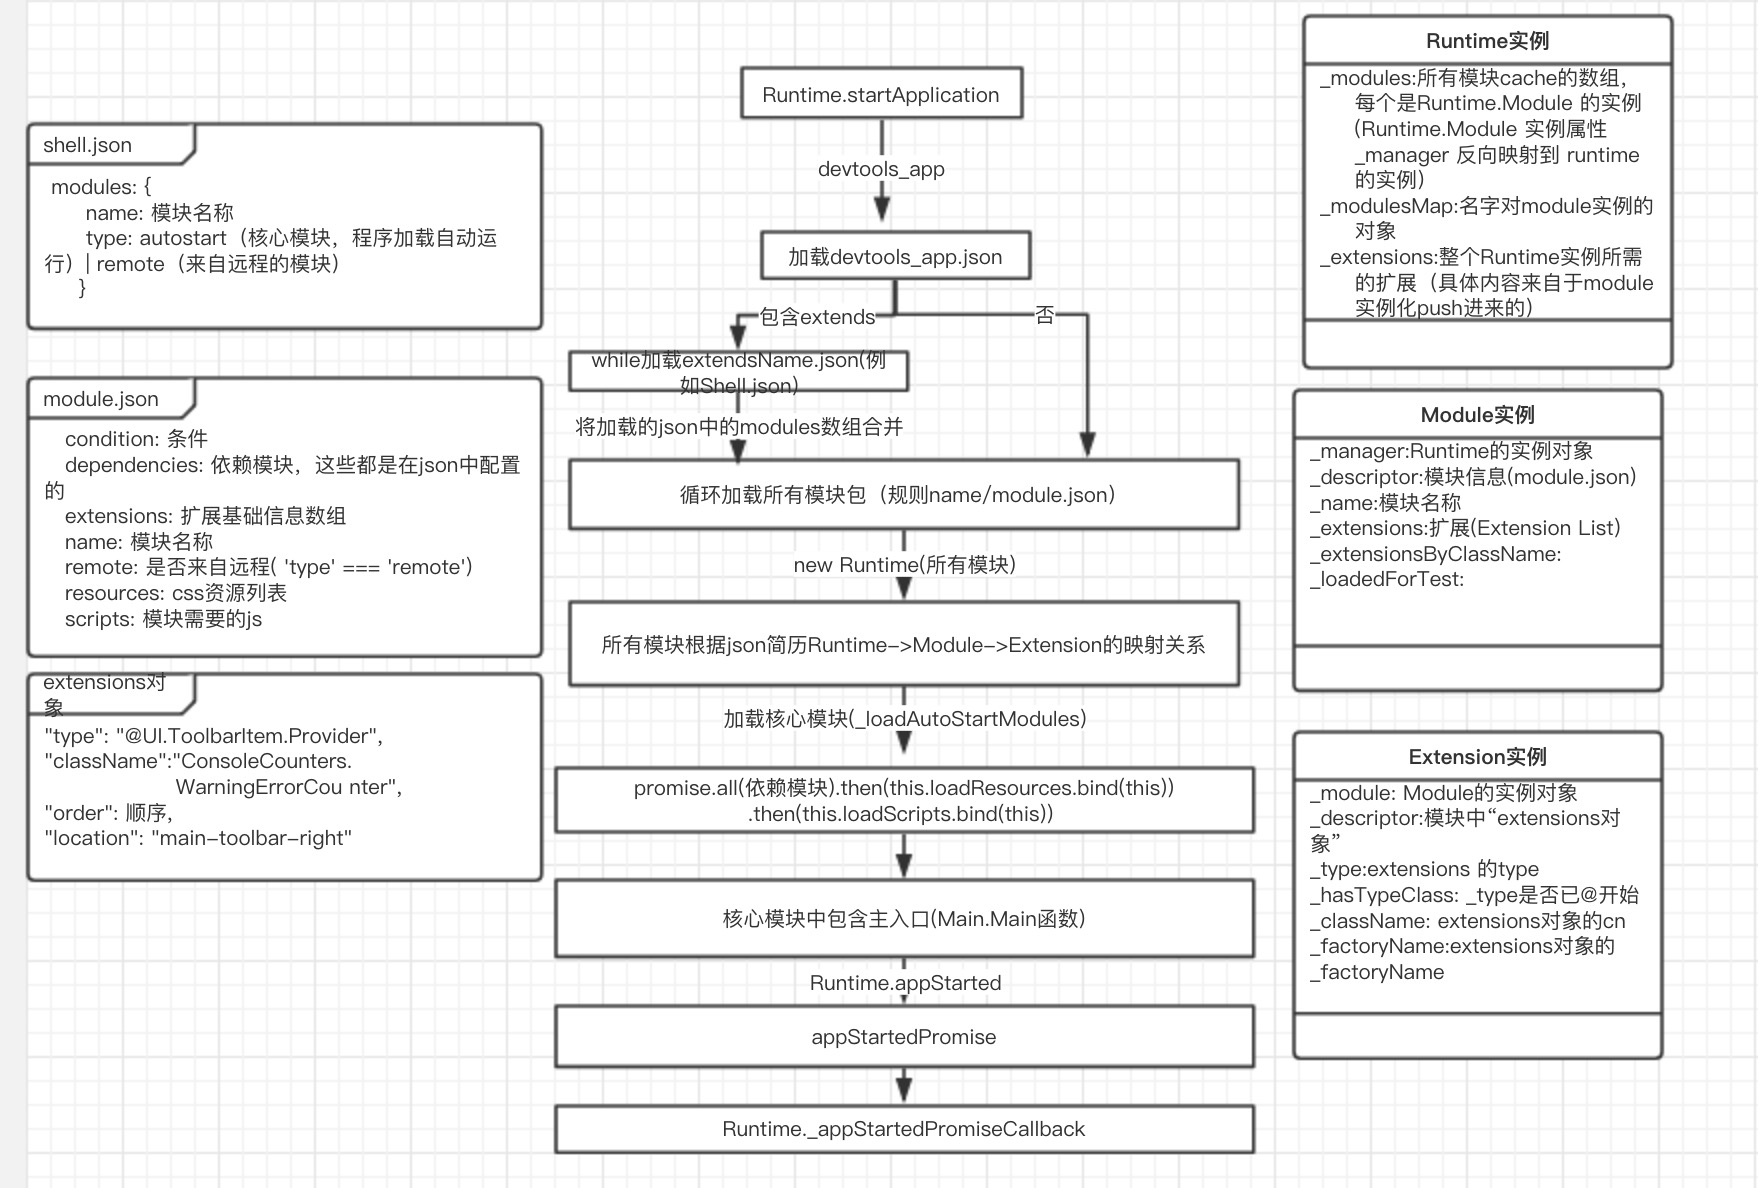 shell.json
modules: {
name: 模块名称
type: autostart（核心模块，程序加载自动运
行）| remote（来自远程的模块）
}
module.json
condition: 条件
dependencies: 依赖模块，这些都是在json中配置
的
extensions: 扩展基础信息数组
name: 模块名称
remote: 是否来自远程( 'type' === 'remote')
resources: css资源列表
scripts: 模块需要的js
extensions对
象
"type": "@UI.ToolbarItem.Provider",
"className":"ConsoleCounters.
WarningErrorCou nter",
"order": 顺序,
"location": "main-toolbar-right"
Runtime.startApplication
devtools_app
加载devtools_app.json
包含extends
否
while加载extendsName.json(例
如Shell.json)
将加载的json中的modules数组合并
循环加载所有模块包（规则name/module.json）
new Runtime(所有模块)
所有模块根据json简历Runtime->Module->Extension的映射关系
加载核心模块(_loadAutoStartModules)
promise.all(依赖模块).then(this.loadResources.bind(this))
.then(this.loadScripts.bind(this))
核心模块中包含主入口(Main.Main函数)
Runtime.appStarted
appStartedPromise
Runtime._appStartedPromiseCallback
Runtime实例
_modules:所有模块cache的数组，
每个是Runtime.Module 的实例
(Runtime.Module 实例属性
_manager 反向映射到 runtime
的实例)
_modulesMap:名字对module实例的
对象
_extensions:整个Runtime实例所需
的扩展（具体内容来自于module
实例化push进来的）
Module实例
_manager:Runtime的实例对象
_descriptor:模块信息(module.json)
_name:模块名称
_extensions:扩展(Extension List)
_extensionsByClassName:
_loadedForTest:
Extension实例
_module: Module的实例对象
_descriptor:模块中“extensions对
象”
_type:extensions 的type
_hasTypeClass: _type是否已@开始
_className: extensions对象的cn
_factoryName:extensions对象的
_factoryName